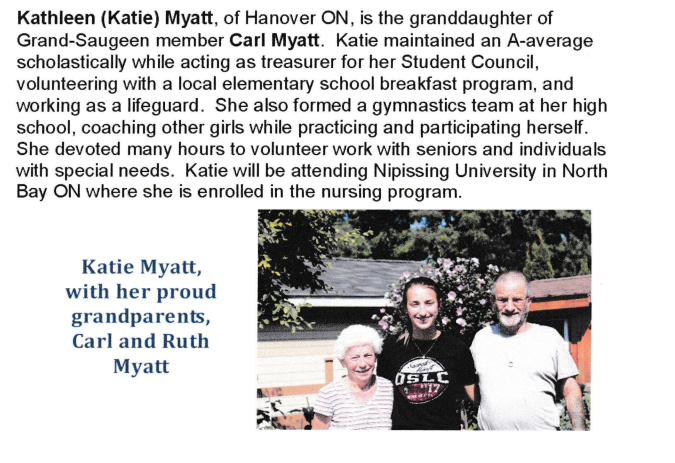 Kathleen (Katie) Myatt, of Hanover ON, is the granddaughter of
Grand-Saugeen member Carl Myatt.  Katie maintained an A-average
scholastically while acting as treasurer for her Student Council,
volunteering with a local elementary school breakfast program, and
working as a lifeguard.  She also formed a gymnastics team at her high
school, coaching other girls while practicing and participating herself.
She devoted many hours to volunteer work with seniors and individuals
with special needs.  Katie will be attending Nipissing University in North
Bay ON where she is enrolled in the nursing program.
Katie Myatt,
with her proud
grandparents,
Carl and Ruth
Myatt
OSLC
17